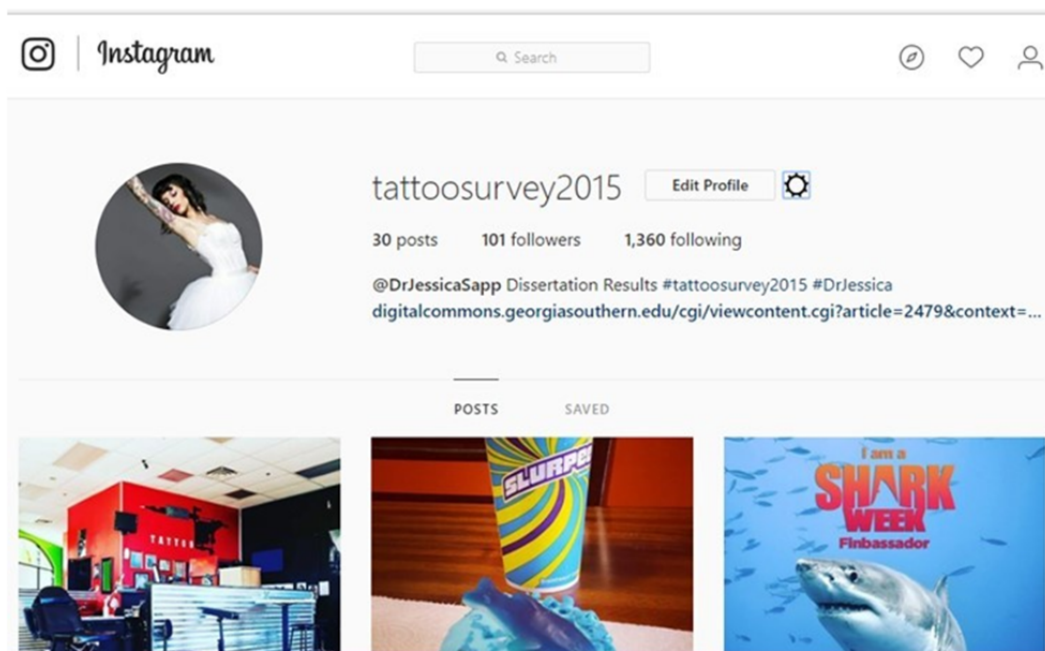 Instagram
Search
tattoosurvey2015 Edit Profile
30 posts 101 followers 1,360 following
@DrJessicaSapp Dissertation Results #tattoosurvey2015 #DrJessica
digitalcommons.georgiasouthern.edu/cgi/viewcontent.cgi?article=2479&context=...
POSTS SAVED
TATTOO
SLURPEE
I am a
SHARK
WEEK
Finbassador